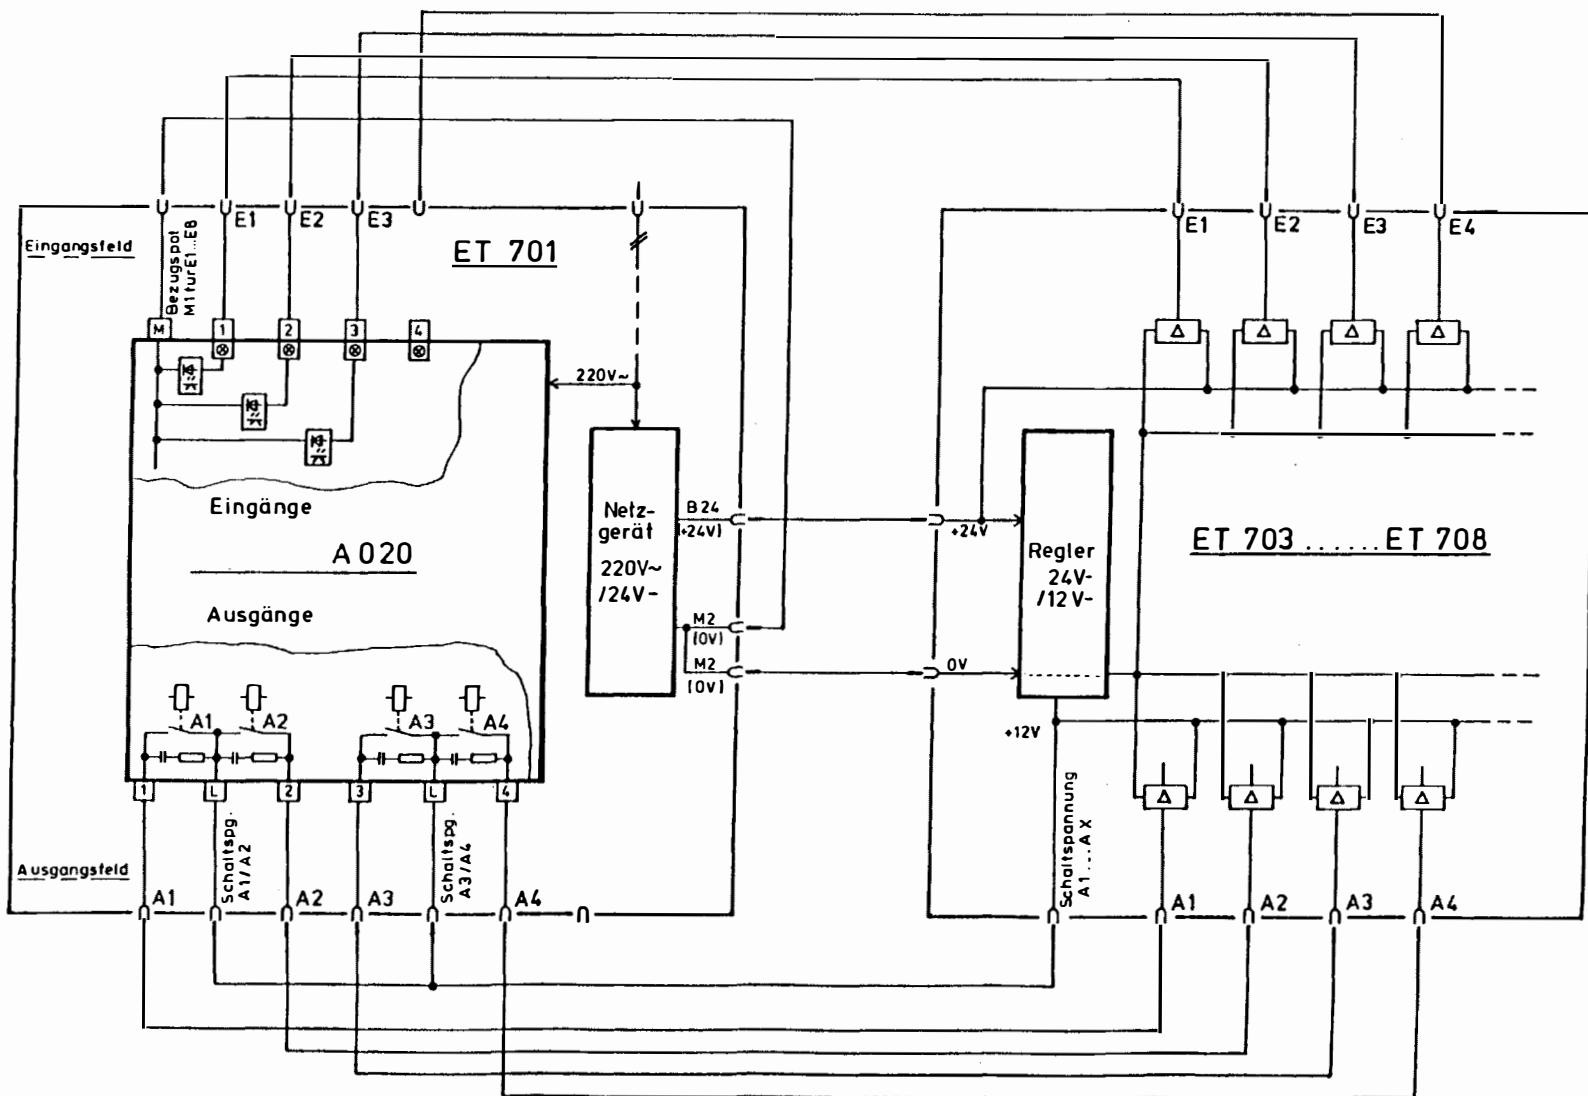 E1
E2
E3
E1
E2
E3
E4
Eingangsfeld
Bezugspot
M1 für E1...E8
ET 701
M
1
2
3
4
Δ
Δ
Δ
Δ
220V~
Eingänge
A 020
Ausgänge
Netz-
gerät
220V~
/24V-
B24
(+24V)
M2
(0V)
M2
(0V)
+24V
0V
Regler
24V-
/12V-
ET 703 ...... ET 708
+12V
A1
A2
A3
A4
1
L
2
3
L
4
Δ
Δ
Δ
Δ
Ausgangsfeld
Schaltspg.
A1/A2
Schaltspg.
A3/A4
Schaltspannung
A1...AX
A1
A2
A3
A4
A1
A2
A3
A4